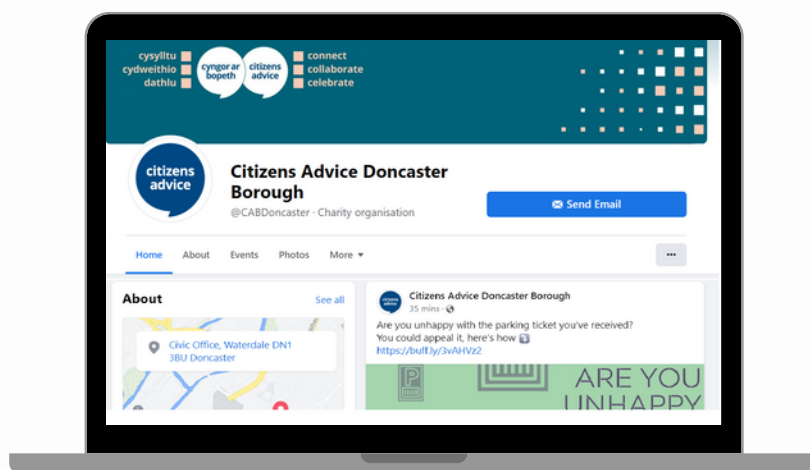 cysylltu
cydweithio
dathlu
cyngor ar
bopeth
citizens
advice
connect
collaborate
celebrate
citizens
advice
Citizens Advice Doncaster
Borough
@CABDoncaster · Charity organisation
Send Email
Home About Events Photos More
About
See all
Civic Office, Waterdale DN1
3BU Doncaster
Citizens Advice Doncaster Borough
35 mins ·
Are you unhappy with the parking ticket you've received?
You could appeal it, here's how
https://buff.ly/3vAHVz2
P
ARE YOU
UNHAPPY